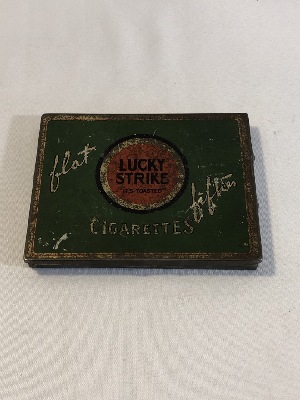 flat
LUCKY
STRIKE
"IT'S TOASTED"
fifties
CIGARETTES